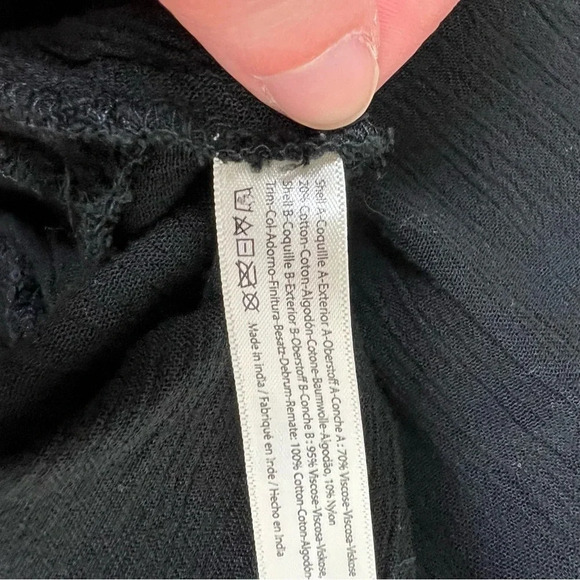 Shell A-Coquille A-Exterior A-Oberstoff A-Conche A : 70% Viscose-Viscosa-Viskose
20% Cotton-Coton-Algodón-Cotone-Baumwolle-Algodão, 10% Nylon
Shell B-Coquille B-Exterior B-Oberstoff B-Conche B : 95% Viscose-Viscosa-Viskose,
Trim-Col-Adorno-Finitura-Besatz-Debrum-Remate: 100% Cotton-Coton-Algodón-
Made in india / Fabriqué en Inde / Hecho en India